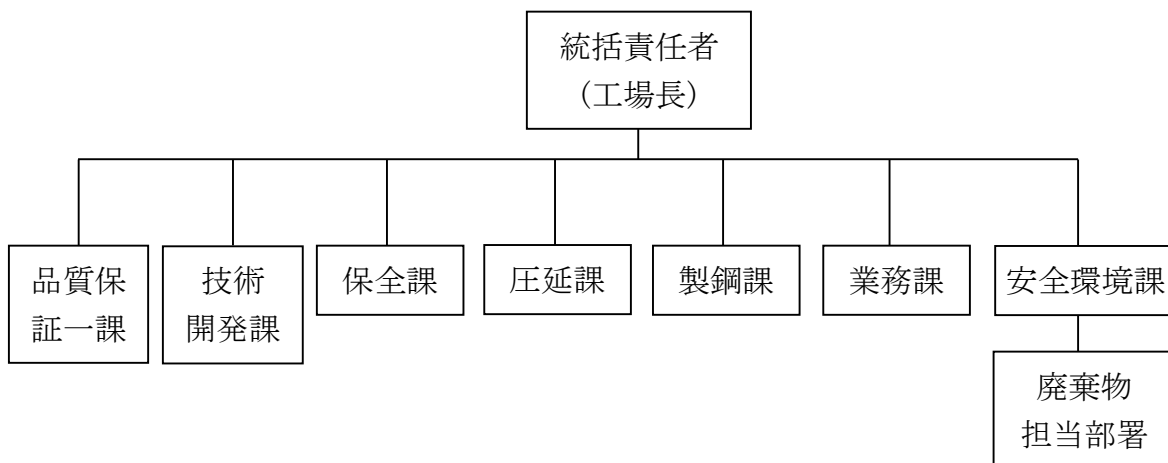 統括責任者
（工場長）
品質保
証一課
技術
開発課
保全課
圧延課
製鋼課
業務課
安全環境課
廃棄物
担当部署